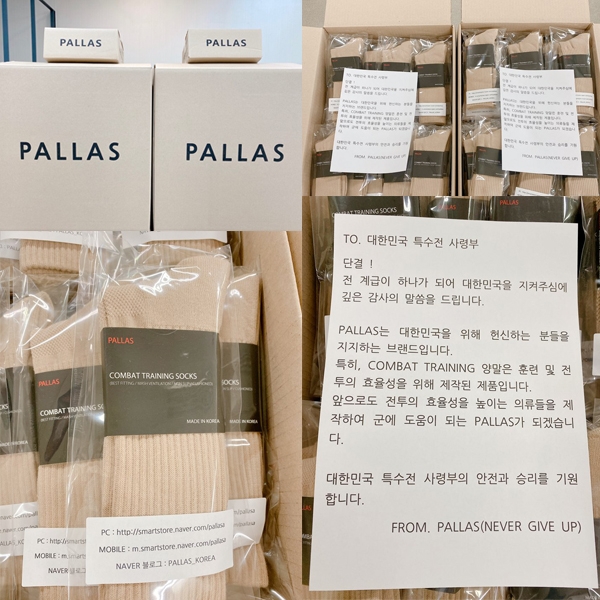 PALLAS
PALLAS
PALLAS
PALLAS
TO. 대한민국 특수전 사령부
단결 !
전 계급이 하나가 되어 대한민국을 지켜주심에
깊은 감사의 말씀을 드립니다.
PALLAS는 대한민국을 위해 헌신하는 분들을
지지하는 브랜드입니다.
특히, COMBAT TRAINING 양말은 훈련 및 전
투의 효율성을 위해 제작된 제품입니다.
앞으로도 전투의 효율성을 높이는 의류들을 제
작하여 군에 도움이 되는 PALLAS가 되겠습니
다.
대한민국 특수전 사령부의 안전과 승리를 기원
합니다.
FROM. PALLAS(NEVER GIVE UP)
PALLAS
COMBAT TRAINING SOCKS
MADE IN KOREA
PALLAS
COMBAT TRAINING SO
PC : http://smartstore.naver.com/pallasa
MOBILE : m.smartstore.naver.com/pallasa
NAVER 블로그 : PALLAS_KOREA